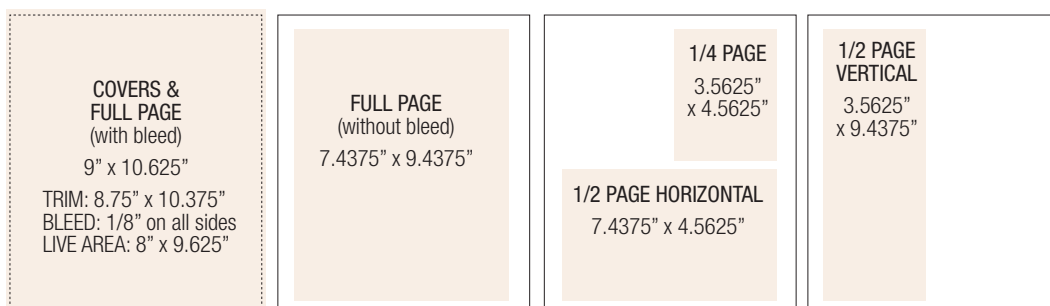 COVERS &
FULL PAGE
(with bleed)
9” x 10.625”
TRIM: 8.75” x 10.375”
BLEED: 1/8” on all sides
LIVE AREA: 8” x 9.625”
FULL PAGE
(without bleed)
7.4375” x 9.4375”
1/4 PAGE
3.5625”
x 4.5625”
1/2 PAGE HORIZONTAL
7.4375” x 4.5625”
1/2 PAGE
VERTICAL
3.5625”
x 9.4375”